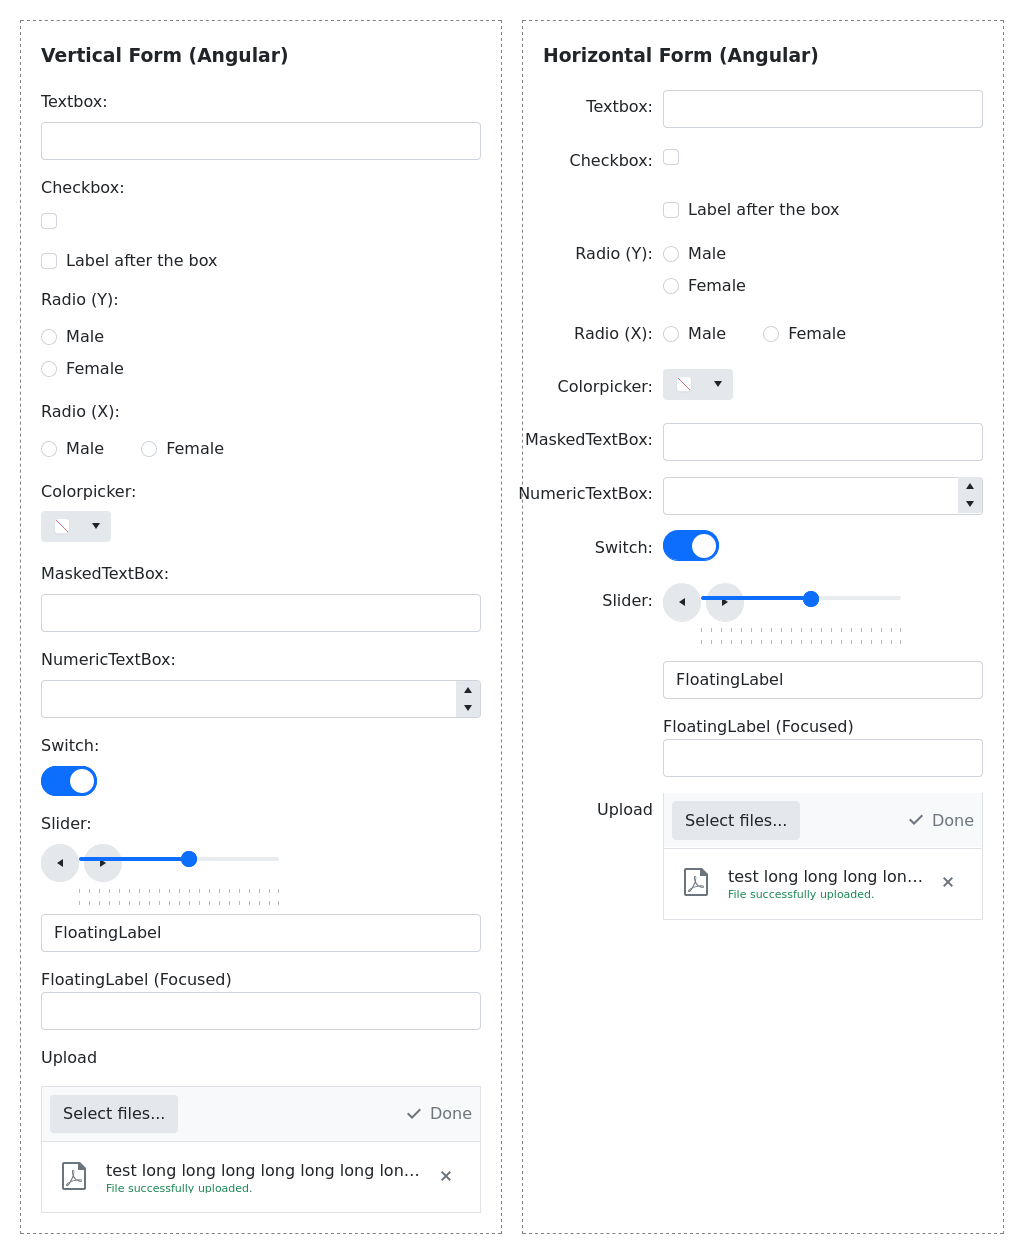 Vertical Form (Angular)
Textbox:
Checkbox:
Label after the box
Radio (Y):
Male
Female
Radio (X):
Male Female
Colorpicker:
MaskedTextBox:
NumericTextBox:
Switch:
Slider:
FloatingLabel
FloatingLabel (Focused)
Upload
Select files... Done
test long long long long long long lon...
File successfully uploaded.
Horizontal Form (Angular)
Textbox:
Checkbox:
Label after the box
Radio (Y): Male
Female
Radio (X): Male Female
Colorpicker:
MaskedTextBox:
NumericTextBox:
Switch:
Slider:
FloatingLabel
FloatingLabel (Focused)
Upload Select files... Done
test long long long lon...
File successfully uploaded.